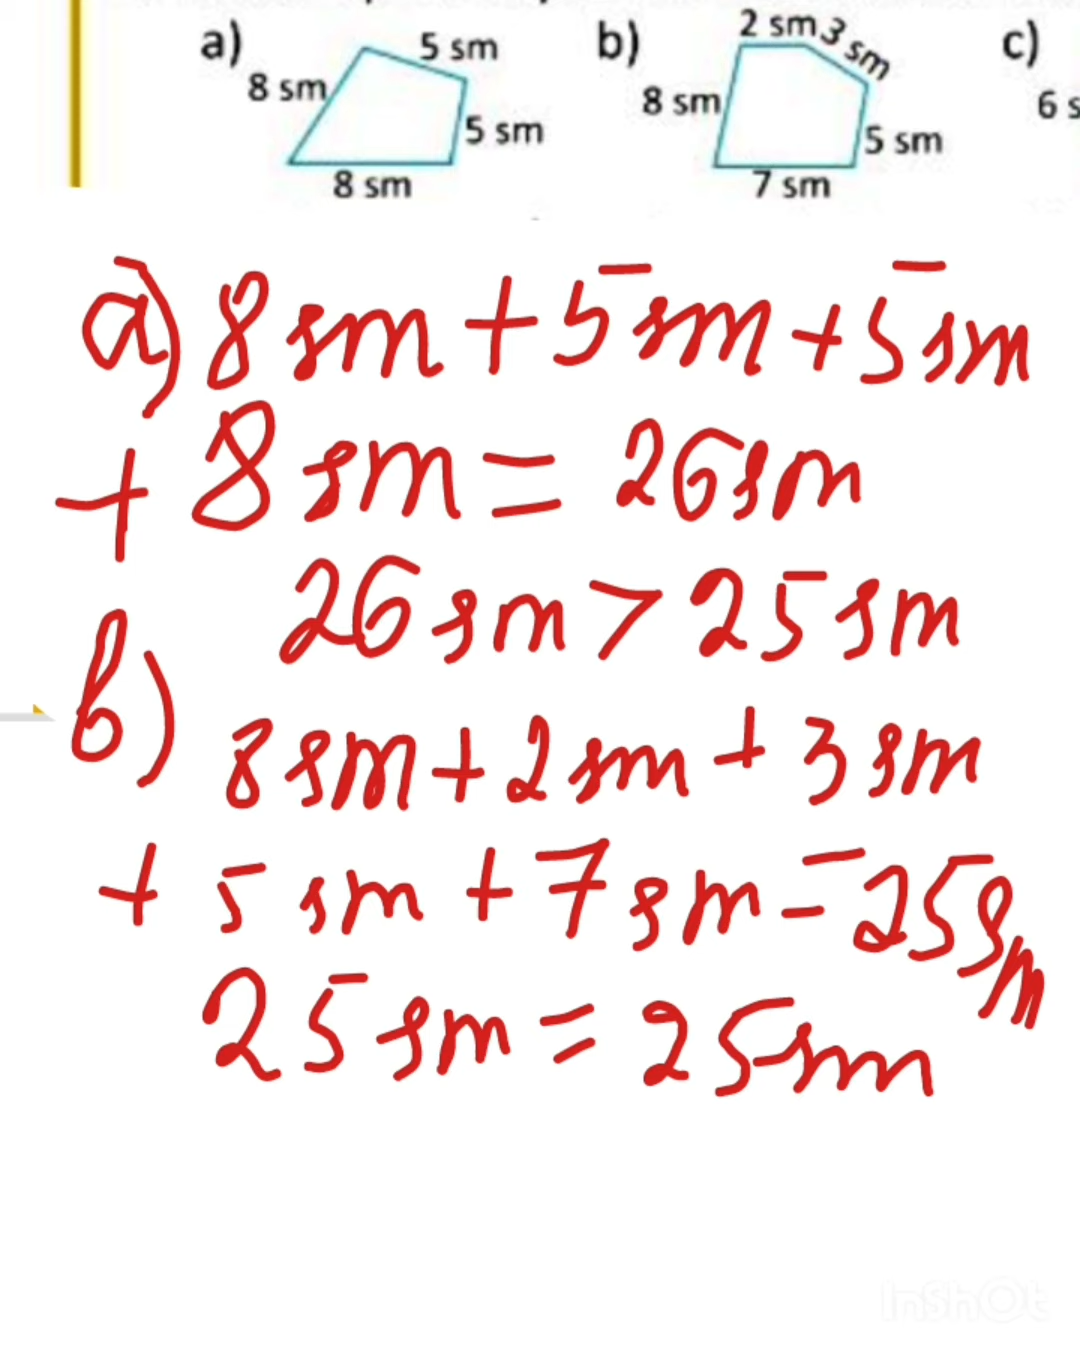 a) 8 sm 5 sm 5 sm 8 sm
b) 8 sm 2 sm 3 sm 5 sm 7 sm
c) 6 s
a) 8 sm + 5 sm + 5 sm
+ 8 sm = 26 sm
26 sm > 25 sm
b) 8 sm + 2 sm + 3 sm
+ 5 sm + 7 sm = 25 sm
25 sm = 25 sm
InShOt